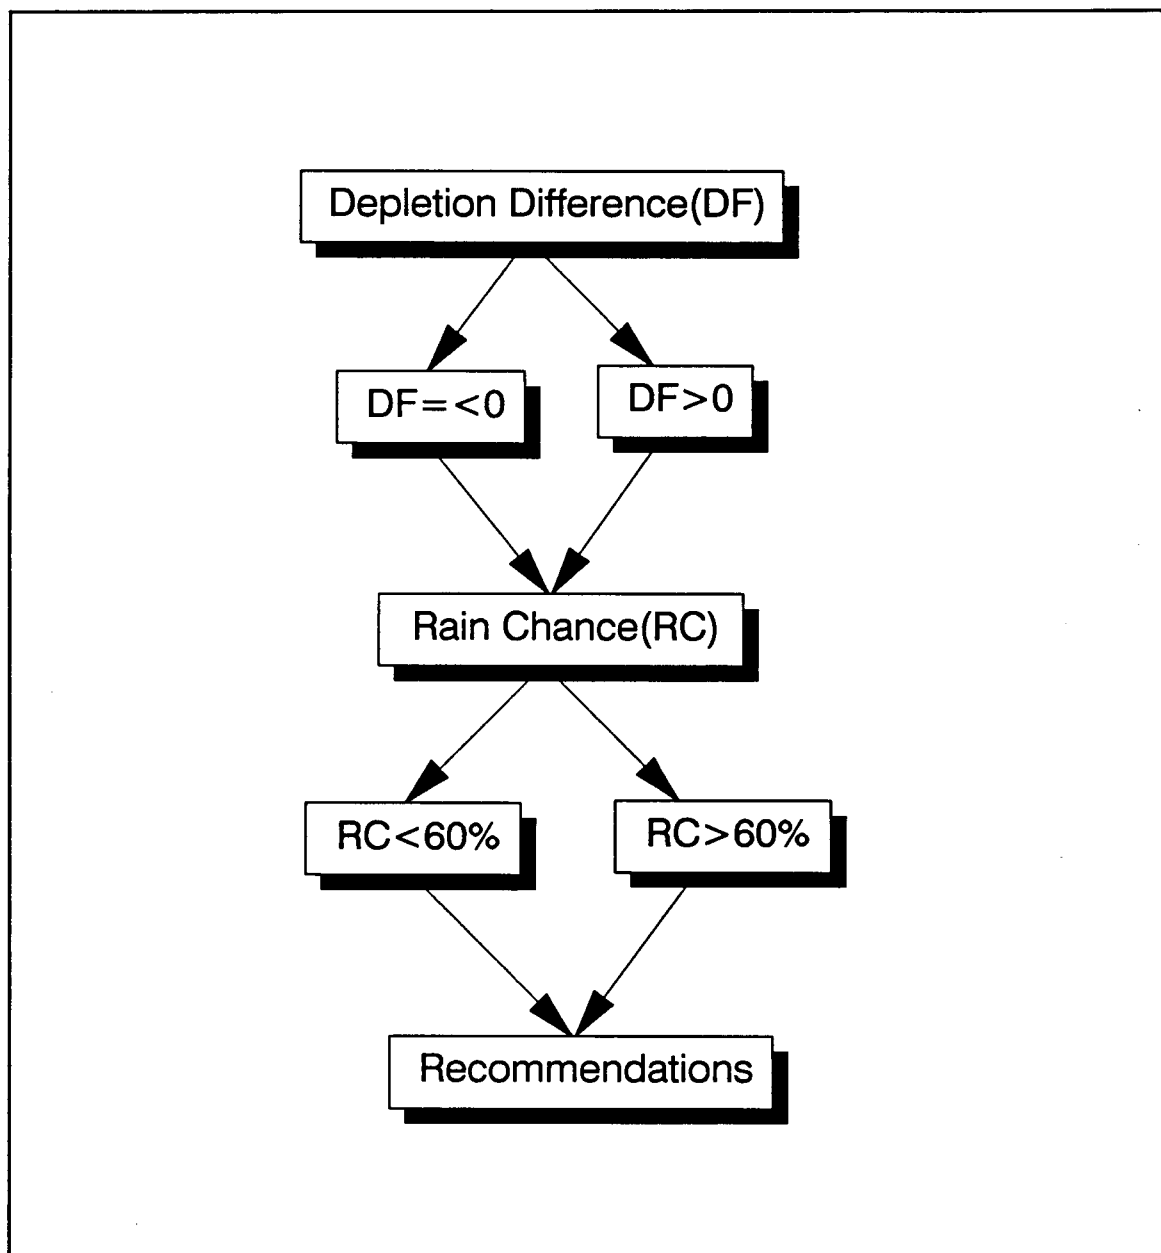 Depletion Difference(DF)
DF=<0
DF>0
Rain Chance(RC)
RC<60%
RC>60%
Recommendations